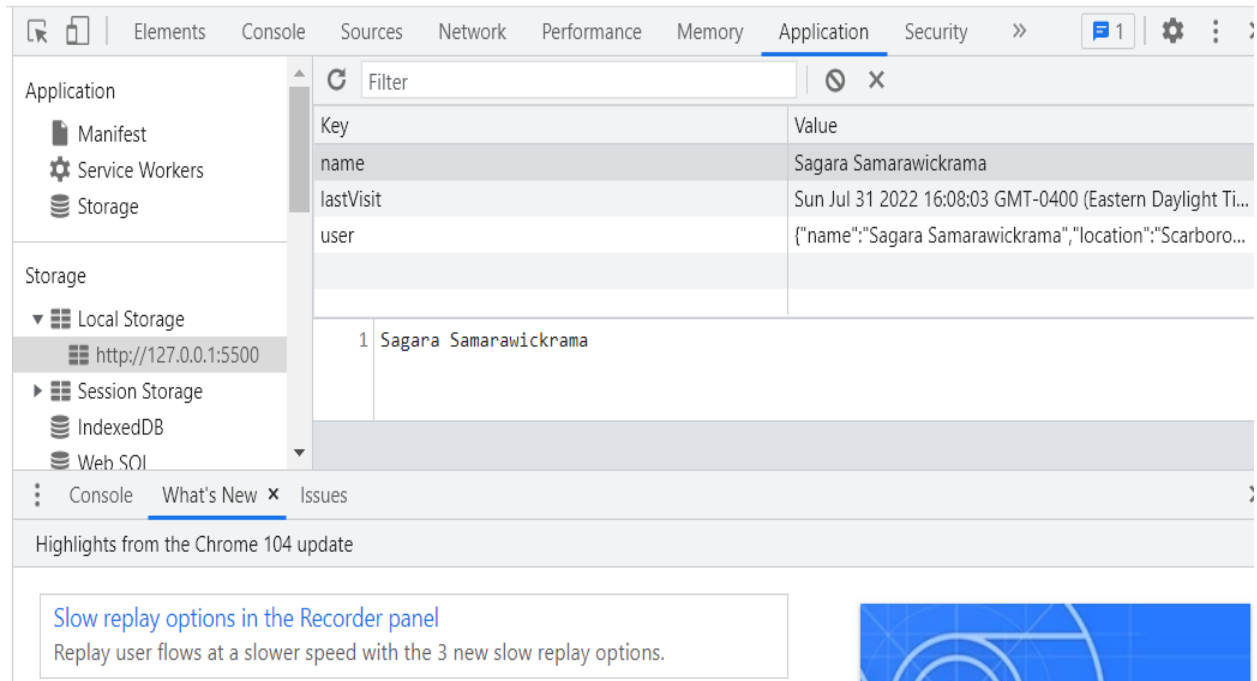 Elements Console Sources Network Performance Memory Application Security » 1
Application
Manifest
Service Workers
Storage
Storage
Local Storage
http://127.0.0.1:5500
Session Storage
IndexedDB
Web SQL
Filter
Key Value
name Sagara Samarawickrama
lastVisit Sun Jul 31 2022 16:08:03 GMT-0400 (Eastern Daylight Ti...
user {"name":"Sagara Samarawickrama","location":"Scarboro...
1 Sagara Samarawickrama
Console What's New × Issues
Highlights from the Chrome 104 update
Slow replay options in the Recorder panel
Replay user flows at a slower speed with the 3 new slow replay options.